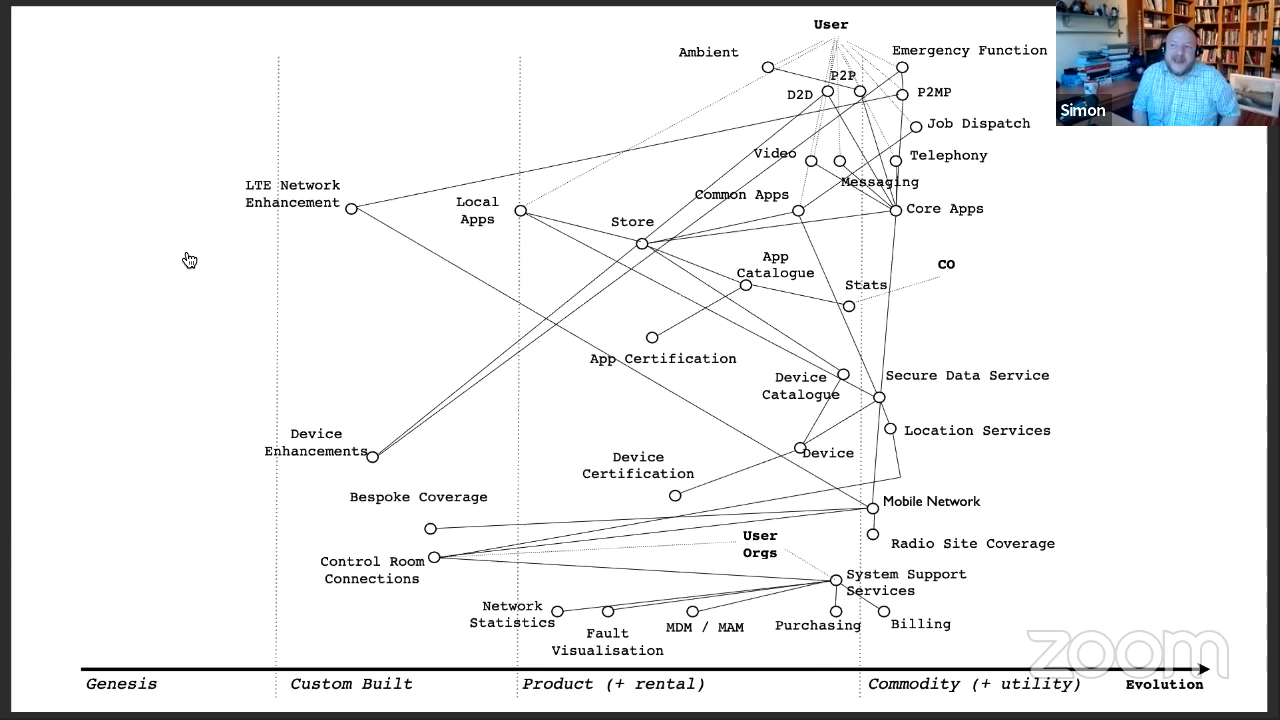 User
Ambient
Emergency Function
P2P
D2D
P2MP
Simon
Job Dispatch
Video
Telephony
Messaging
LTE Network
Enhancement
Common Apps
Local
Apps
Core Apps
Store
App
Catalogue
CO
Stats
App Certification
Device
Catalogue
Secure Data Service
Device
Enhancements
Location Services
Device
Device
Certification
Bespoke Coverage
Mobile Network
User
Orgs
Radio Site Coverage
Control Room
Connections
System Support
Services
Network
Statistics
Fault
Visualisation
MDM / MAM
Purchasing
Billing
zoom
Genesis
Custom Built
Product (+ rental)
Commodity (+ utility)
Evolution